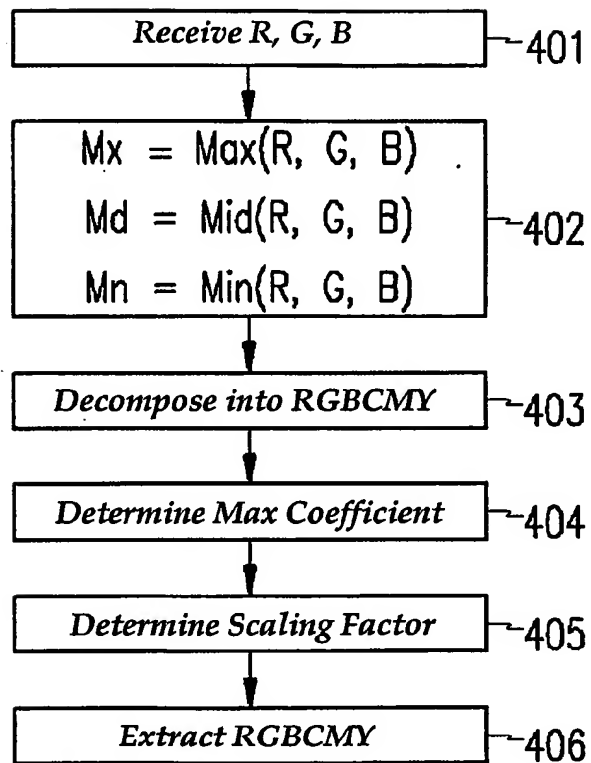 Receive R, G, B 401
Mx = Max(R, G, B)
Md = Mid(R, G, B) 402
Mn = Min(R, G, B)
Decompose into RGBCMY 403
Determine Max Coefficient 404
Determine Scaling Factor 405
Extract RGBCMY 406